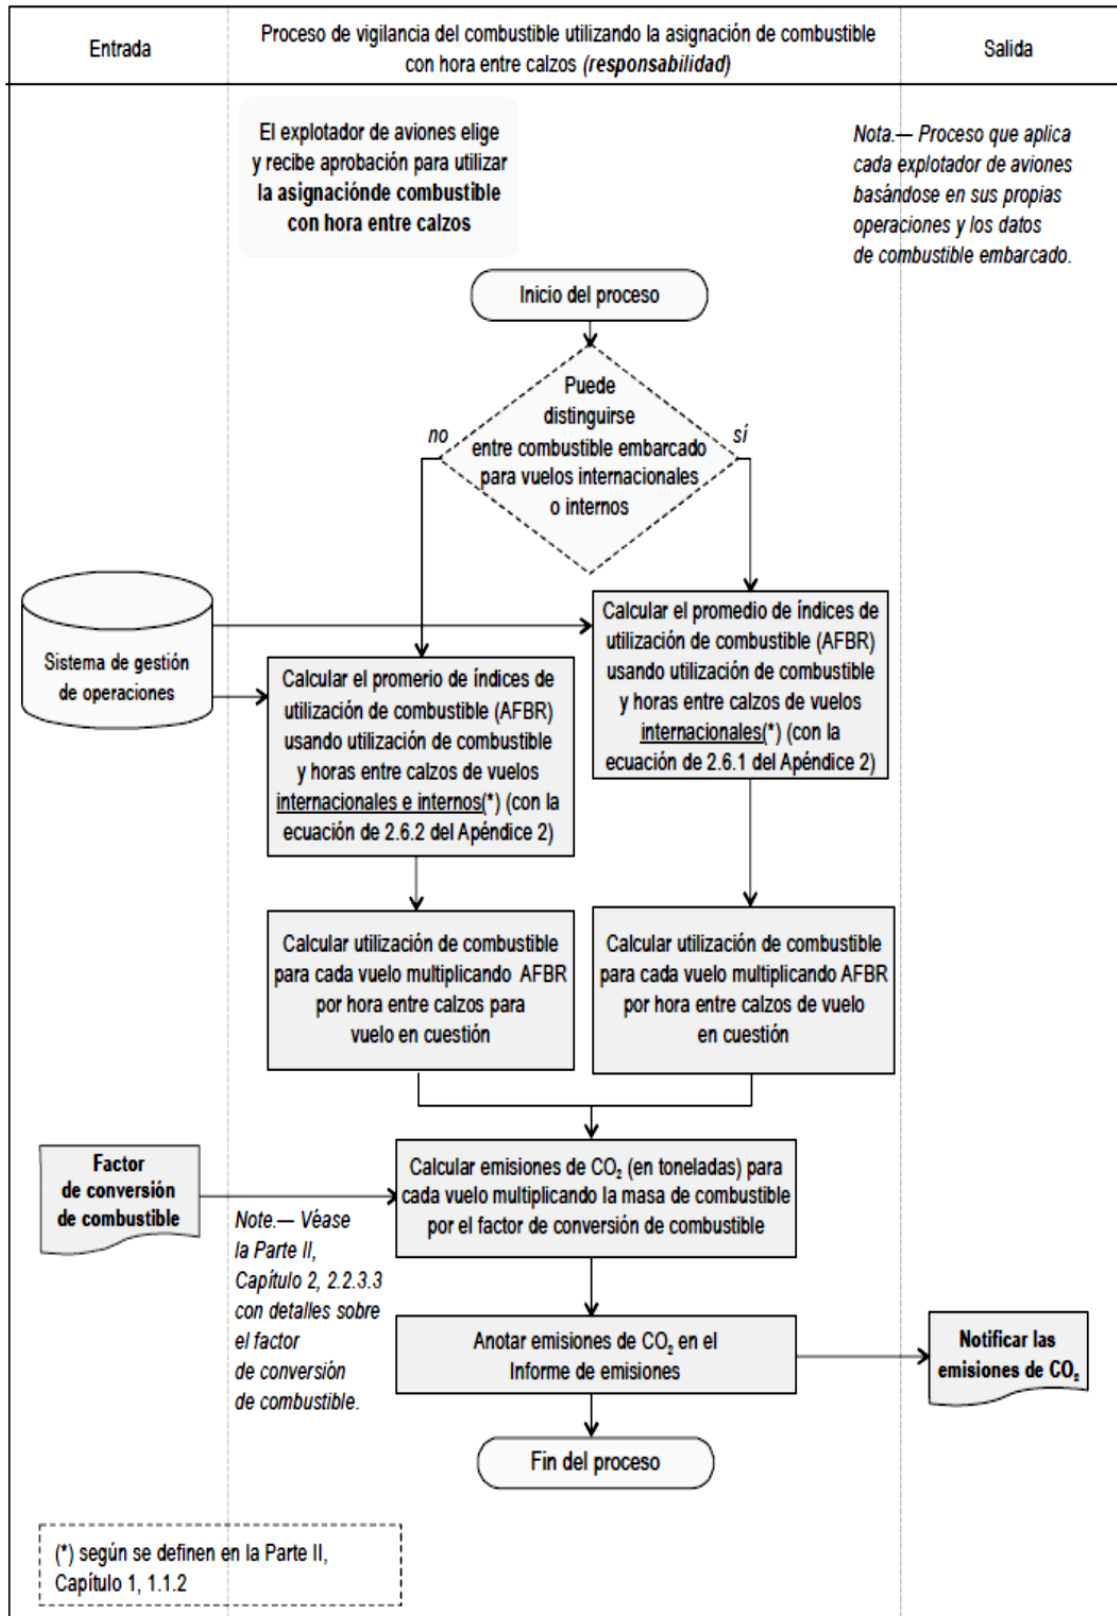 Entrada
Proceso de vigilancia del combustible utilizando la asignación de combustible
con hora entre calzos (responsabilidad)
Salida
El explotador de aviones elige
y recibe aprobación para utilizar
la asignaciónde combustible
con hora entre calzos
Nota.— Proceso que aplica
cada explotador de aviones
basándose en sus propias
operaciones y los datos
de combustible embarcado.
Inicio del proceso
Puede
distinguirse
entre combustible embarcado
para vuelos internacionales
o internos
no
sí
Sistema de gestión
de operaciones
Calcular el promedio de índices de
utilización de combustible (AFBR)
usando utilización de combustible
y horas entre calzos de vuelos
internacionales(*) (con la
ecuación de 2.6.1 del Apéndice 2)
Calcular el promerio de índices de
utilización de combustible (AFBR)
usando utilización de combustible
y horas entre calzos de vuelos
internacionales e internos(*) (con la
ecuación de 2.6.2 del Apéndice 2)
Calcular utilización de combustible
para cada vuelo multiplicando AFBR
por hora entre calzos para
vuelo en cuestión
Calcular utilización de combustible
para cada vuelo multiplicando AFBR
por hora entre calzos de vuelo
en cuestión
Factor
de conversión
de combustible
Calcular emisiones de CO₂ (en toneladas) para
cada vuelo multiplicando la masa de combustible
por el factor de conversión de combustible
Note.— Véase
la Parte II,
Capítulo 2, 2.2.3.3
con detalles sobre
el factor
de conversión
de combustible.
Anotar emisiones de CO₂ en el
Informe de emisiones
Notificar las
emisiones de CO₂
Fin del proceso
(*) según se definen en la Parte II,
Capítulo 1, 1.1.2